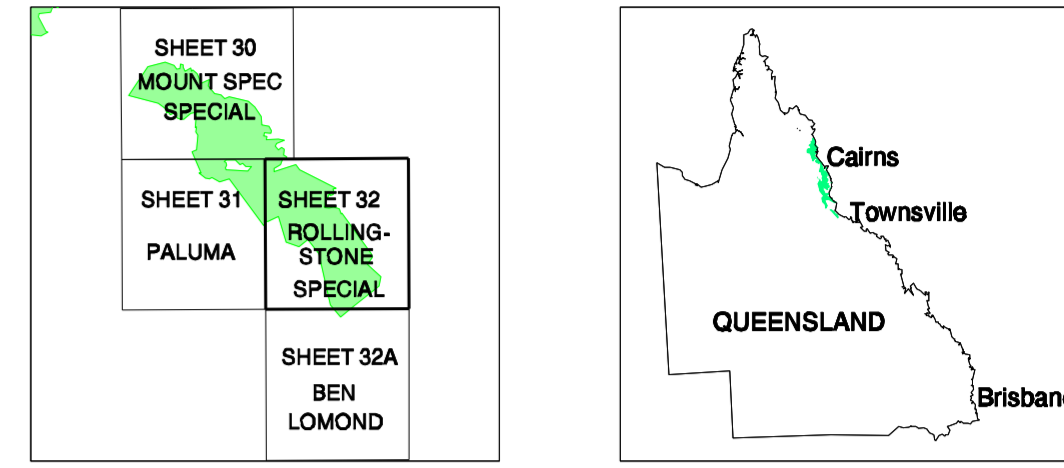 SHEET 30
MOUNT SPEC
SPECIAL
SHEET 31
PALUMA
SHEET 32
ROLLING-
STONE
SPECIAL
SHEET 32A
BEN
LOMOND
Cairns
Townsville
QUEENSLAND
Brisban